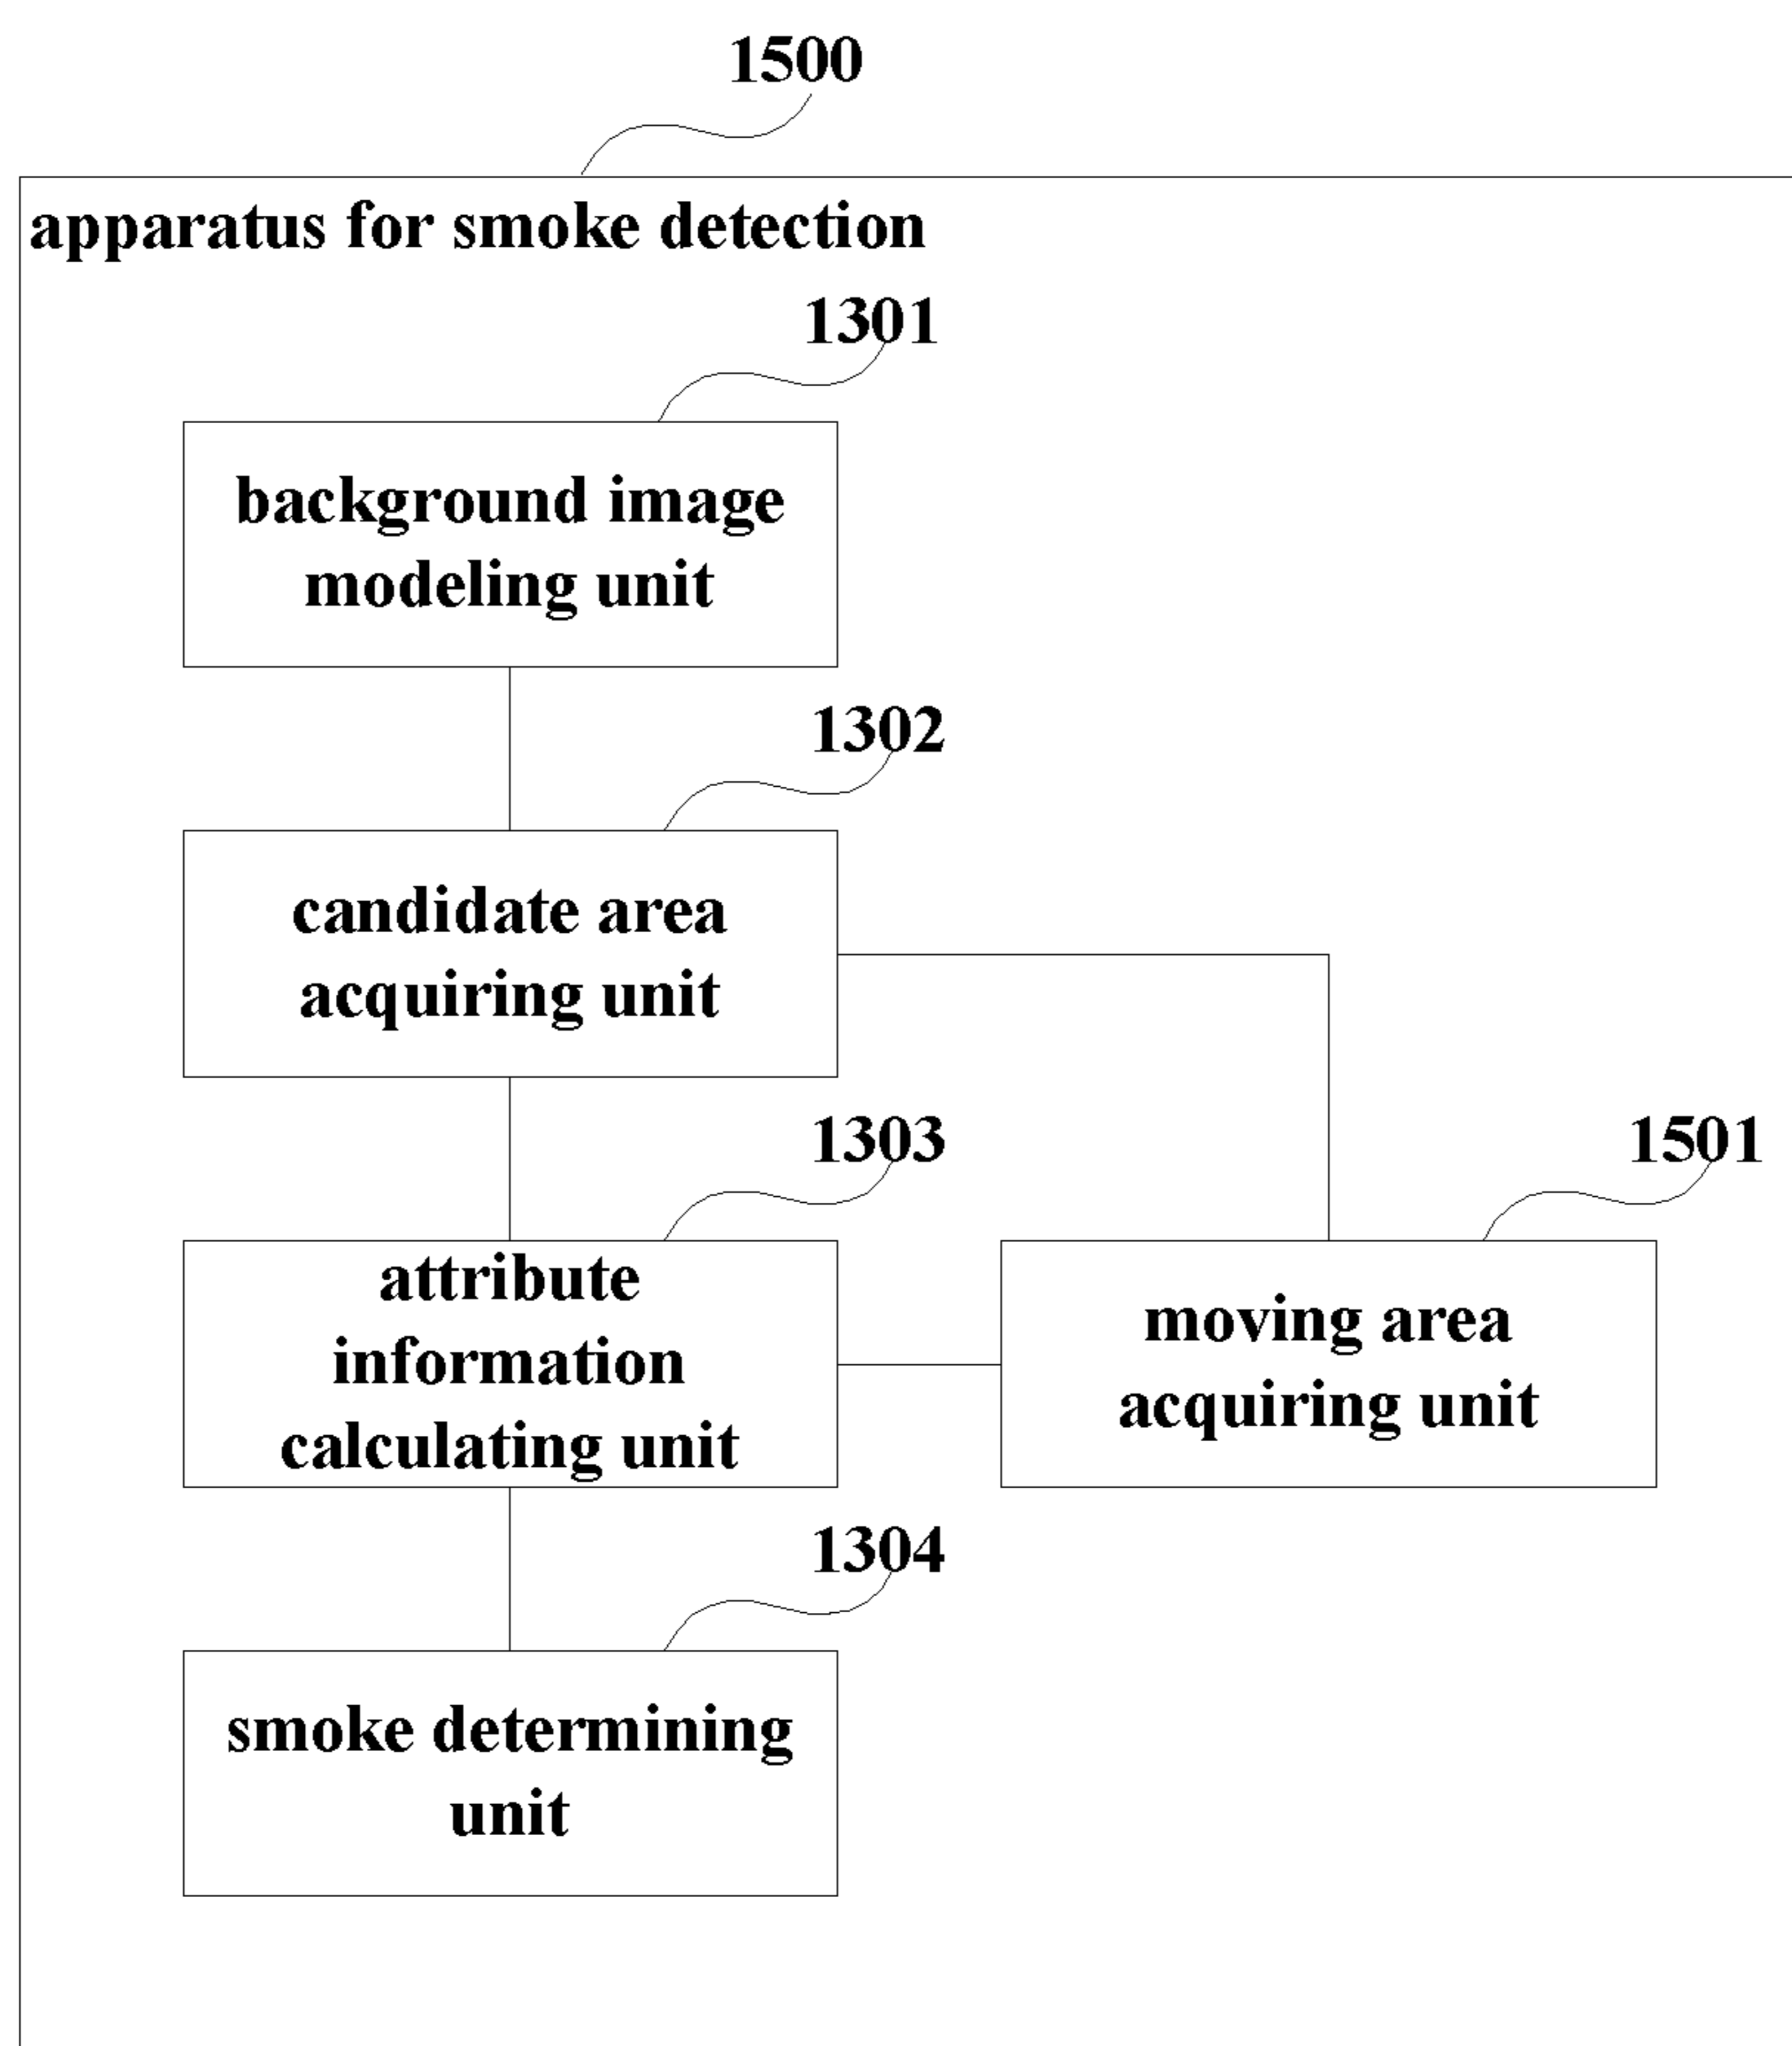 1500
apparatus for smoke detection
1301
background image
modeling unit
1302
candidate area
acquiring unit
1303
attribute
information
calculating unit
1501
moving area
acquiring unit
1304
smoke determining
unit